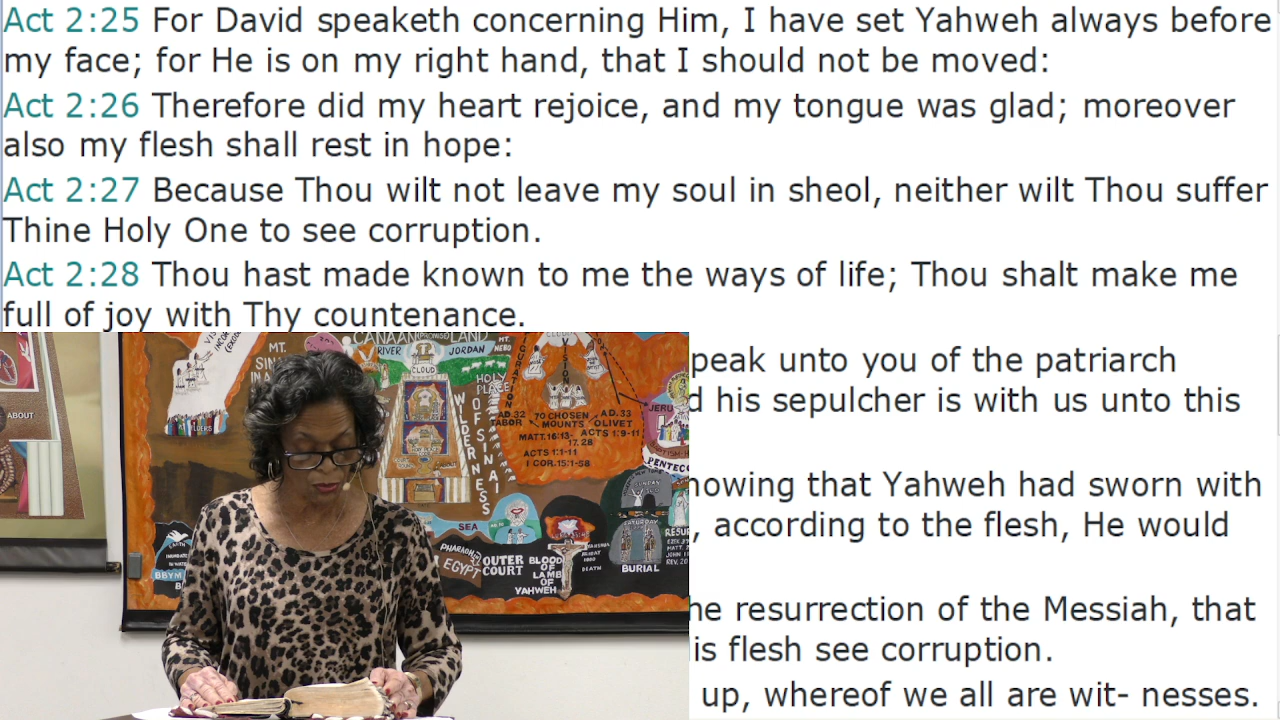 Act 2:25 For David speaketh concerning Him, I have set Yahweh always before
my face; for He is on my right hand, that I should not be moved:
Act 2:26 Therefore did my heart rejoice, and my tongue was glad; moreover
also my flesh shall rest in hope:
Act 2:27 Because Thou wilt not leave my soul in sheol, neither wilt Thou suffer
Thine Holy One to see corruption.
Act 2:28 Thou hast made known to me the ways of life; Thou shalt make me
full of joy with Thy countenance.
peak unto you of the patriarch
d his sepulcher is with us unto this
nowing that Yahweh had sworn with
, according to the flesh, He would
he resurrection of the Messiah, that
is flesh see corruption.
up, whereof we all are wit- nesses.
ABOUT
CANAAN LAND
RIVER JORDAN
MT.
NEBO
MT.
CLOUD
HOLY
PLACE
WILDERNESS
OF SINAI
VISION
AD.32
TABOR
70 CHOSEN
MOUNTS
AD.33
OLIVET
MATT.16:13-
17,28
ACTS 1:9-11
ACTS 1:1-11
I COR.15:1-58
JERU
PENTECO
SEA
PHARAOH
EGYPT
OUTER
COURT
BLOOD
OF
LAMB
OF
YAHWEH
DEATH
SUNDAY
SATURDAY
BURIAL
RESUR
REV. 20
BBYM